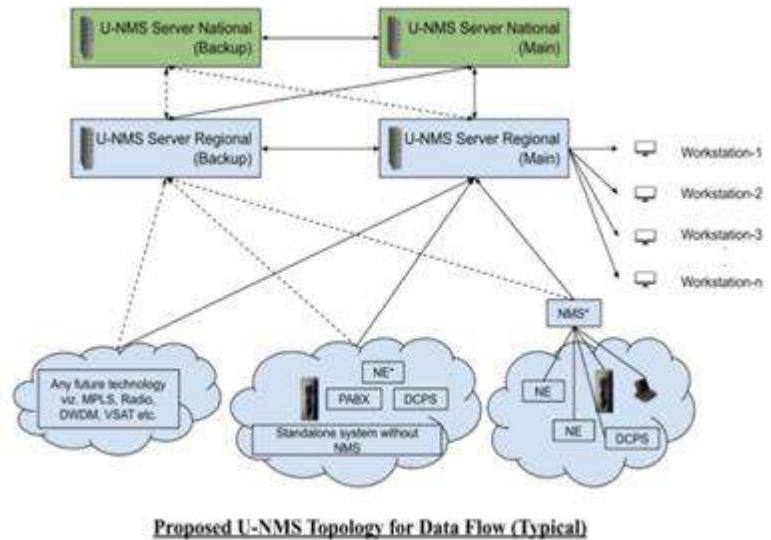 U-NMS Server National
(Backup)
U-NMS Server National
(Main)
U-NMS Server Regional
(Backup)
U-NMS Server Regional
(Main)
Workstation-1
Workstation-2
Workstation-3
.
Workstation-n
NMS*
Any future technology
viz. MPLS, Radio,
DWDM, VSAT etc.
NE*
PABX
DCPS
Standalone system without
NMS
NE
NE
DCPS
Proposed U-NMS Topology for Data Flow (Typical)